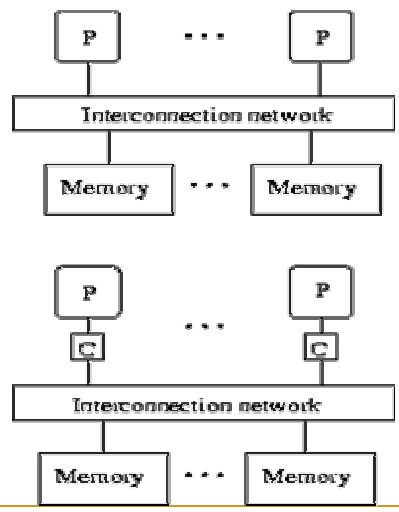 P ... P
Interconnection network
Memory ... Memory
P ... P
C C
Interconnection network
Memory ... Memory